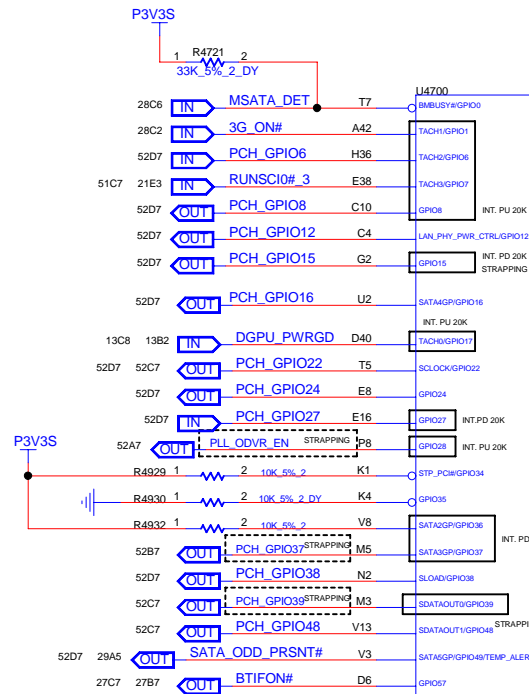 P3V3S
1 R4721 2
33K_5%_2_DY
U4700
28C6 IN MSATA_DET T7 BMBUSY#/GPIO0
28C2 IN 3G_ON# A42 TACH1/GPIO1
52D7 IN PCH_GPIO6 H36 TACH2/GPIO6
51C7 21E3 IN RUNSCI0#_3 E38 TACH3/GPIO7
52D7 OUT PCH_GPIO8 C10 GPIO8 INT. PU 20K
52D7 OUT PCH_GPIO12 C4 LAN_PHY_PWR_CTRL/GPIO12
52D7 OUT PCH_GPIO15 G2 GPIO15 INT. PD 20K
STRAPPING
52D7 OUT PCH_GPIO16 U2 SATA4GP/GPIO16
INT. PU 20K
13C8 13B2 IN DGPU_PWRGD D40 TACH0/GPIO17
52D7 52C7 OUT PCH_GPIO22 T5 SCLOCK/GPIO22
52D7 OUT PCH_GPIO24 E8 GPIO24
52D7 IN PCH_GPIO27 E16 GPIO27 INT.PD 20K
P3V3S
52A7 OUT PLL_ODVR_EN STRAPPING P8 GPIO28 INT. PU 20K
R4929 1 2 10K_5%_2 K1 STP_PCI#/GPIO34
R4930 1 2 10K_5%_2_DY K4 GPIO35
R4932 1 2 10K_5%_2 V8 SATA2GP/GPIO36
INT. PD
52B7 OUT PCH_GPIO37 STRAPPING M5 SATA3GP/GPIO37
52D7 OUT PCH_GPIO38 N2 SLOAD/GPIO38
52C7 OUT PCH_GPIO39 STRAPPING M3 SDATAOUT0/GPIO39
STRAPPI
52C7 OUT PCH_GPIO48 V13 SDATAOUT1/GPIO48
52D7 29A5 OUT SATA_ODD_PRSNT# V3 SATA5GP/GPIO49/TEMP_ALER
27C7 27B7 OUT BTIFON# D6 GPIO57